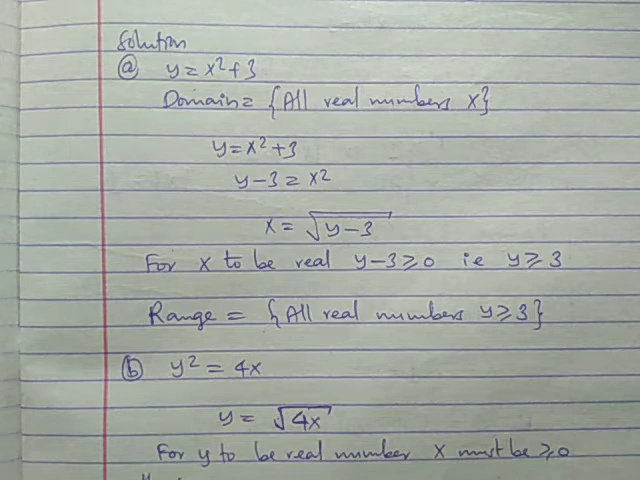 Solution
(a) y = x²+3
Domain = {All real numbers x}
y = x²+3
y-3 = x²
x = √y-3
For x to be real y-3≥0 ie y≥3
Range = {All real numbers y≥3}
(b) y² = 4x
y = √4x
For y to be real number x must be ≥0